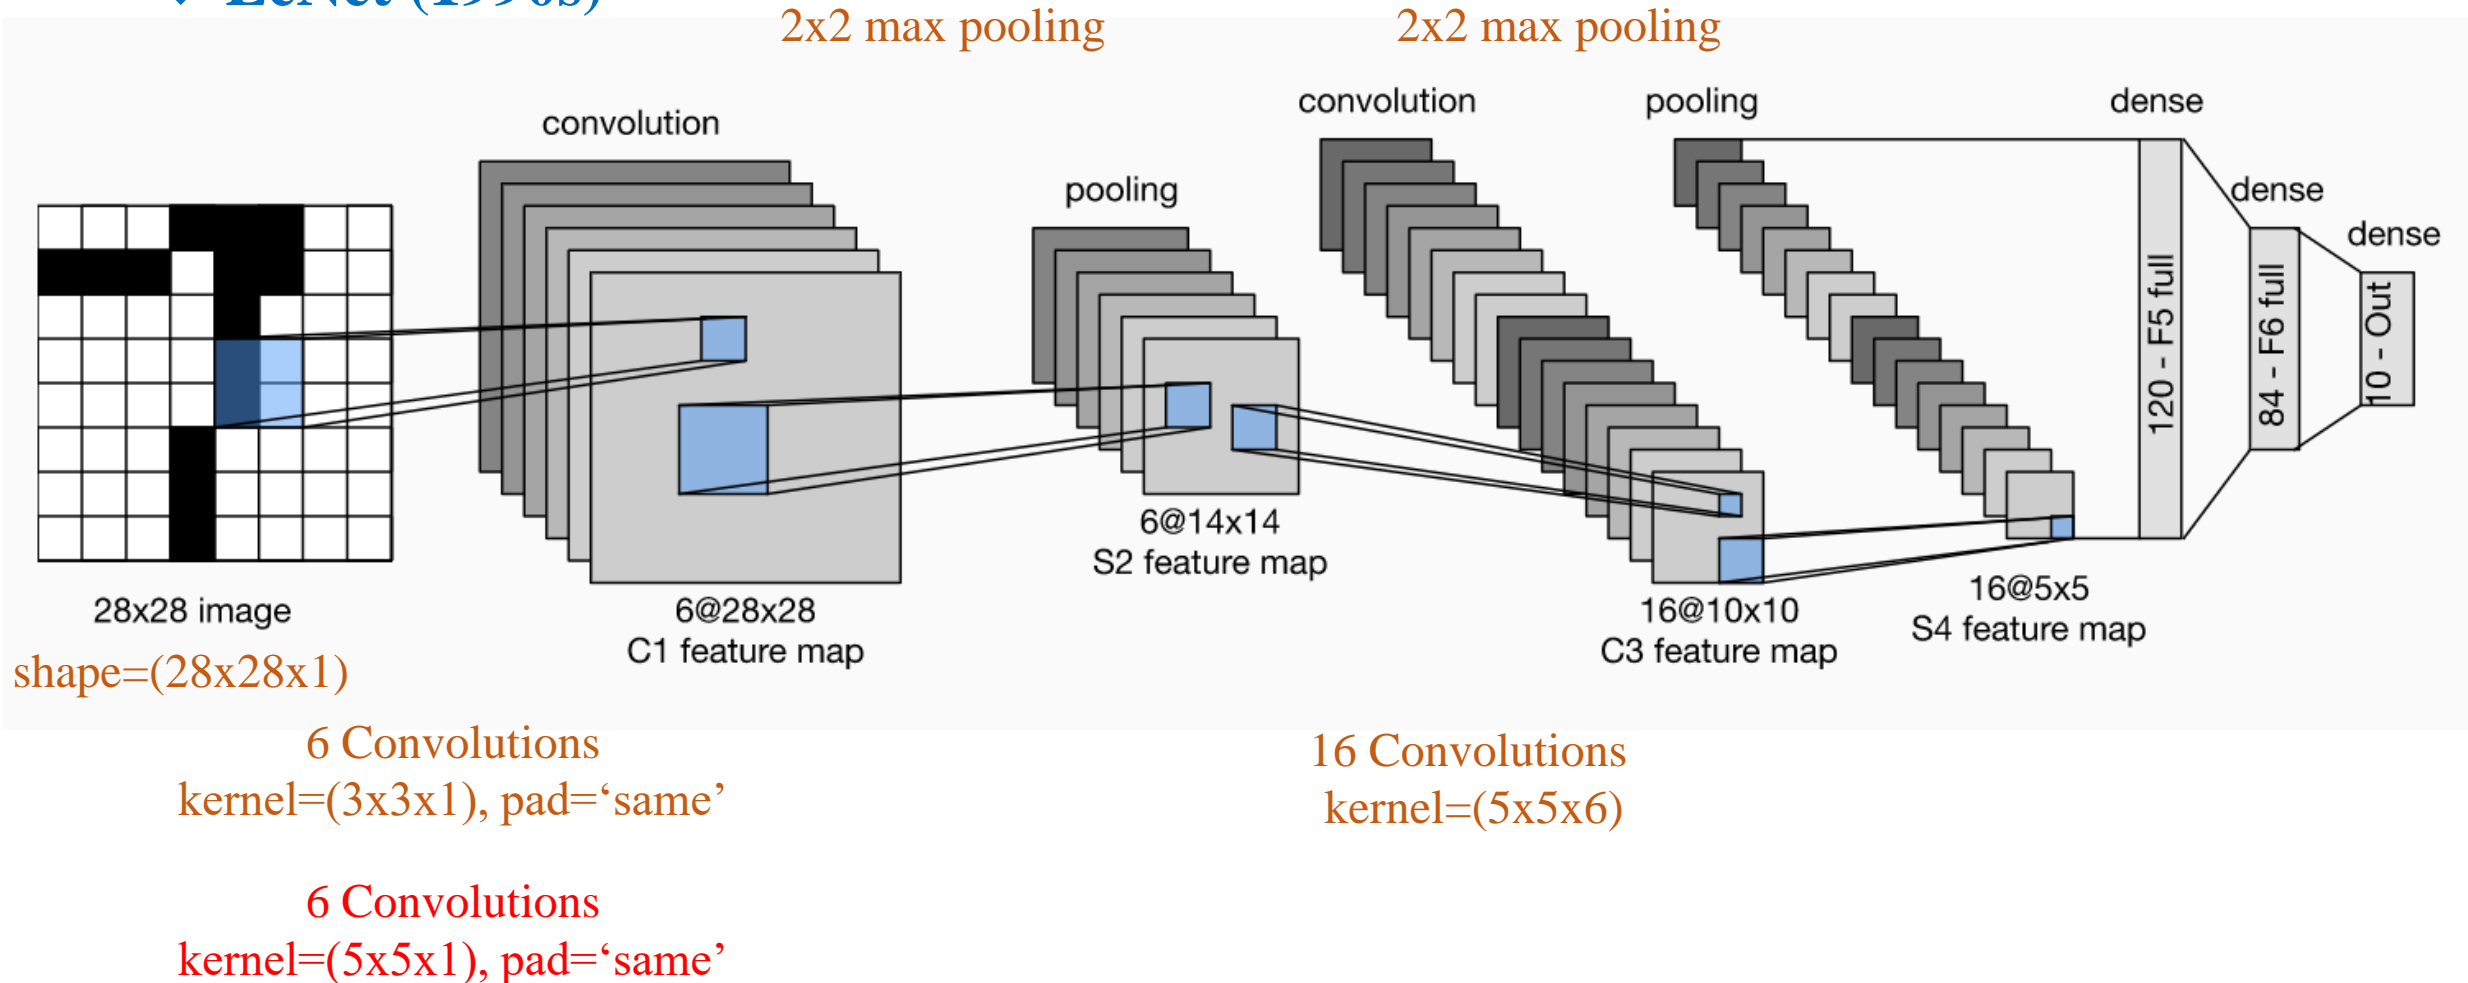 LeNet (1990s)
2x2 max pooling
2x2 max pooling
convolution
pooling
convolution
pooling
dense
dense
dense
120 - F5 full
84 - F6 full
10 - Out
28x28 image
shape=(28x28x1)
6@28x28
C1 feature map
6@14x14
S2 feature map
16@10x10
C3 feature map
16@5x5
S4 feature map
6 Convolutions
kernel=(3x3x1), pad=‘same’
16 Convolutions
kernel=(5x5x6)
6 Convolutions
kernel=(5x5x1), pad=‘same’